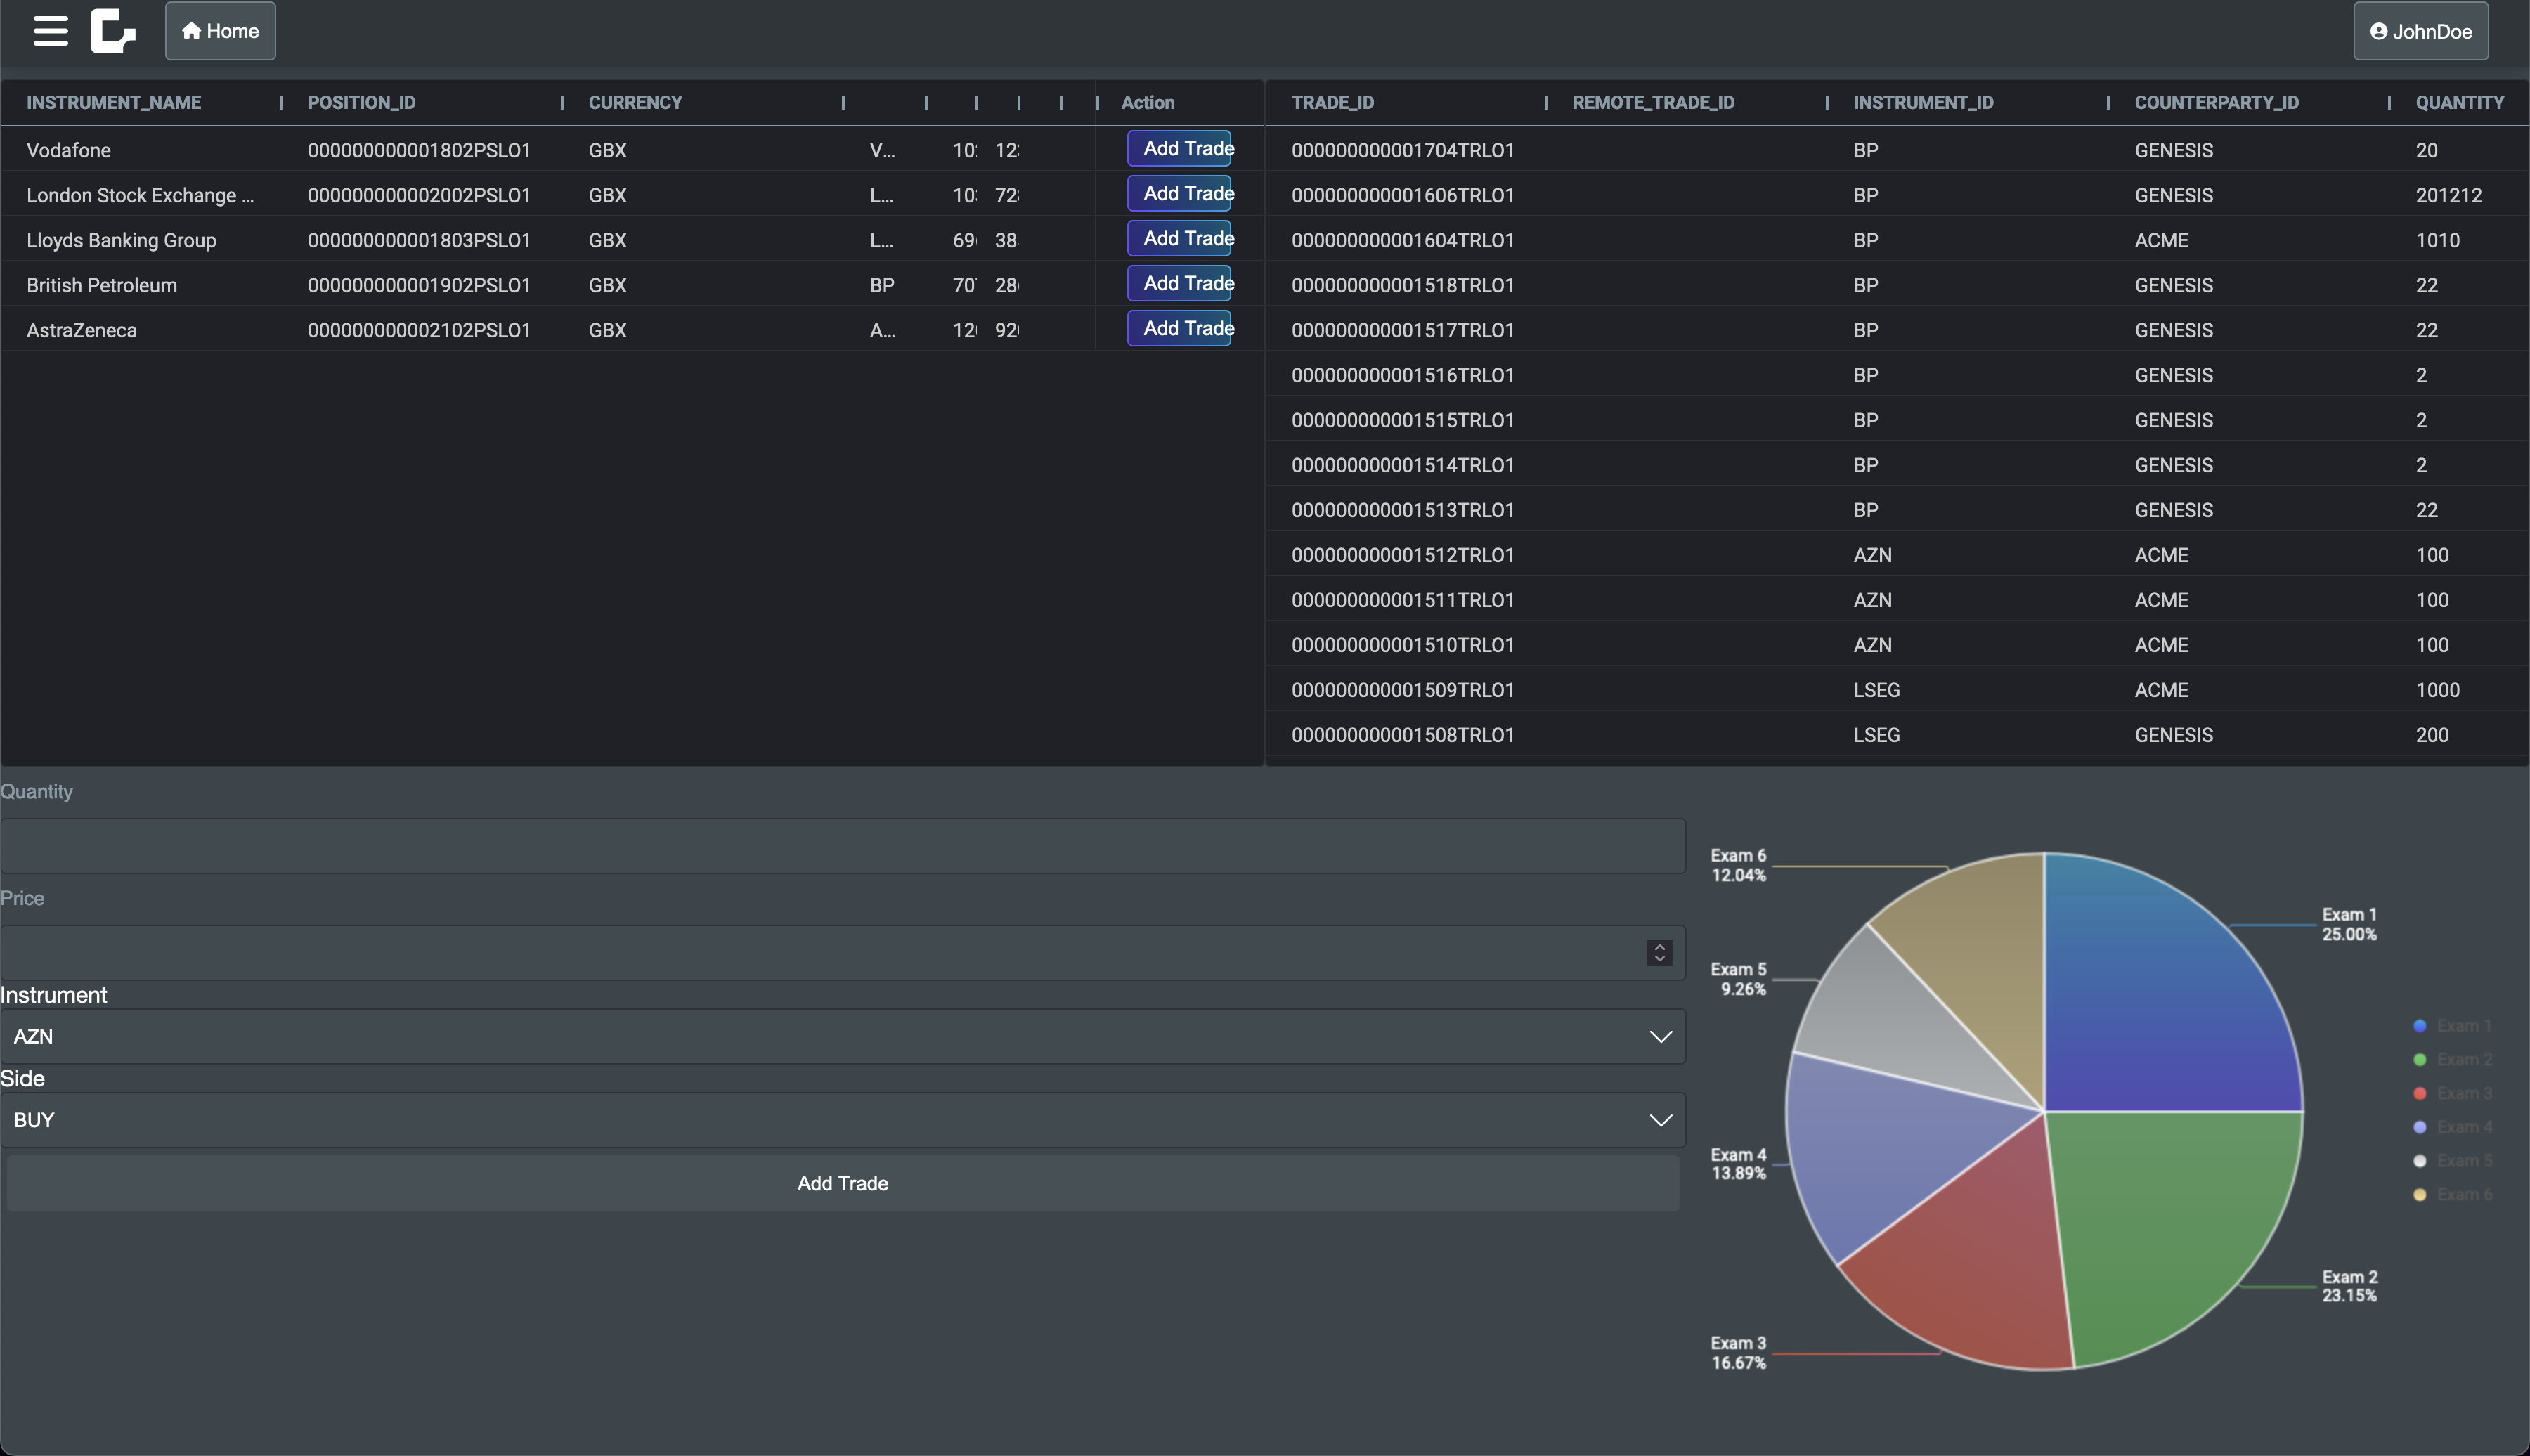 Home
JohnDoe
INSTRUMENT_NAME POSITION_ID CURRENCY Action
Vodafone 000000000001802PSLO1 GBX V... Add Trade
London Stock Exchange ... 000000000002002PSLO1 GBX L... Add Trade
Lloyds Banking Group 000000000001803PSLO1 GBX L... 69 38 Add Trade
British Petroleum 000000000001902PSLO1 GBX BP 70 28 Add Trade
AstraZeneca 000000000002102PSLO1 GBX A... 12 92 Add Trade
TRADE_ID REMOTE_TRADE_ID INSTRUMENT_ID COUNTERPARTY_ID QUANTITY
000000000001704TRLO1 BP GENESIS 20
000000000001606TRLO1 BP GENESIS 201212
000000000001604TRLO1 BP ACME 1010
000000000001518TRLO1 BP GENESIS 22
000000000001517TRLO1 BP GENESIS 22
000000000001516TRLO1 BP GENESIS 2
000000000001515TRLO1 BP GENESIS 2
000000000001514TRLO1 BP GENESIS 2
000000000001513TRLO1 BP GENESIS 22
000000000001512TRLO1 AZN ACME 100
000000000001511TRLO1 AZN ACME 100
000000000001510TRLO1 AZN ACME 100
000000000001509TRLO1 LSEG ACME 1000
000000000001508TRLO1 LSEG GENESIS 200
Quantity
Price
Instrument
AZN
Side
BUY
Add Trade
Exam 6
12.04%
Exam 1
25.00%
Exam 5
9.26%
Exam 4
13.89%
Exam 2
23.15%
Exam 3
16.67%
Exam 1
Exam 2
Exam 3
Exam 4
Exam 5
Exam 6